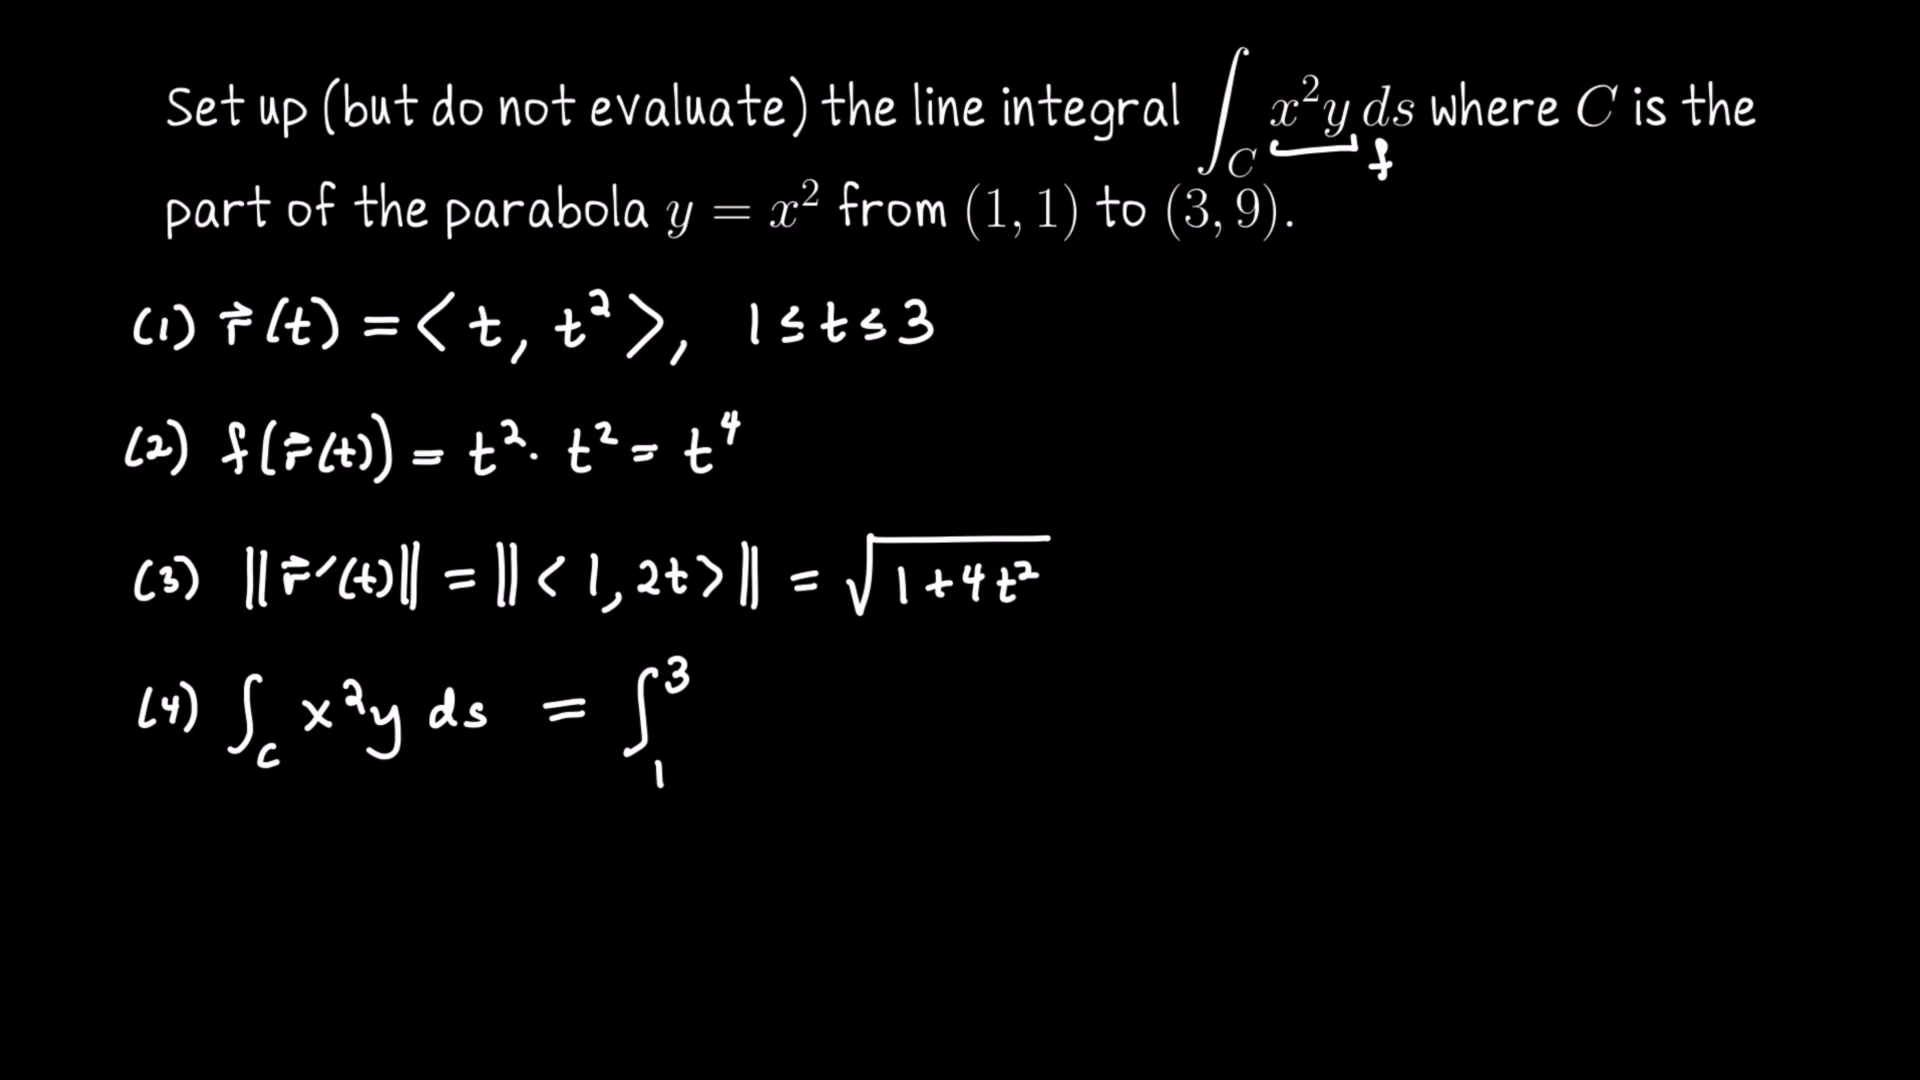 Set up (but do not evaluate) the line integral ∫_C x²y ds where C is the
f
part of the parabola y = x² from (1, 1) to (3, 9).
(1) r⃗(t) = <t, t²>, 1 ≤ t ≤ 3
(2) f(r⃗(t)) = t² · t² = t⁴
(3) ||r⃗′(t)|| = ||<1, 2t>|| = √(1+4t²)
(4) ∫_C x²y ds = ∫₁³